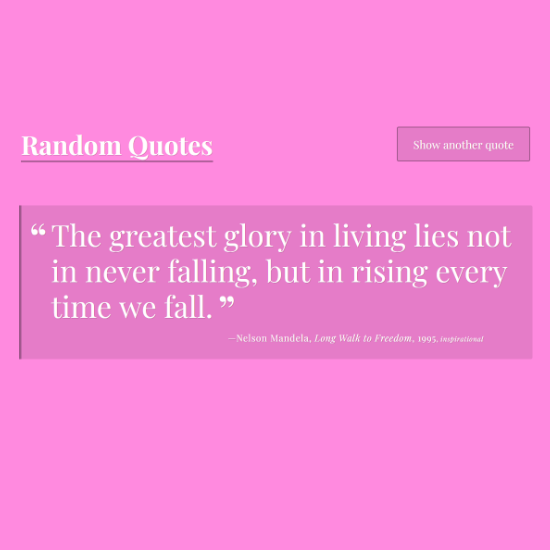 Random Quotes
Show another quote
“ The greatest glory in living lies not
in never falling, but in rising every
time we fall. ”
—Nelson Mandela, Long Walk to Freedom, 1995. inspirational